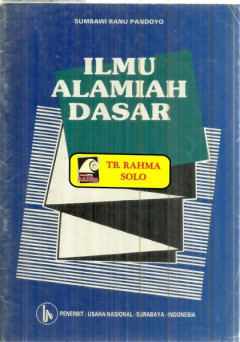 SUMBAWI RANU PANDOYO
ILMU
ALAMIAH
DASAR
TB. RAHMA
SOLO
PENERBIT : USAHA NASIONAL - SURABAYA - INDONESIA